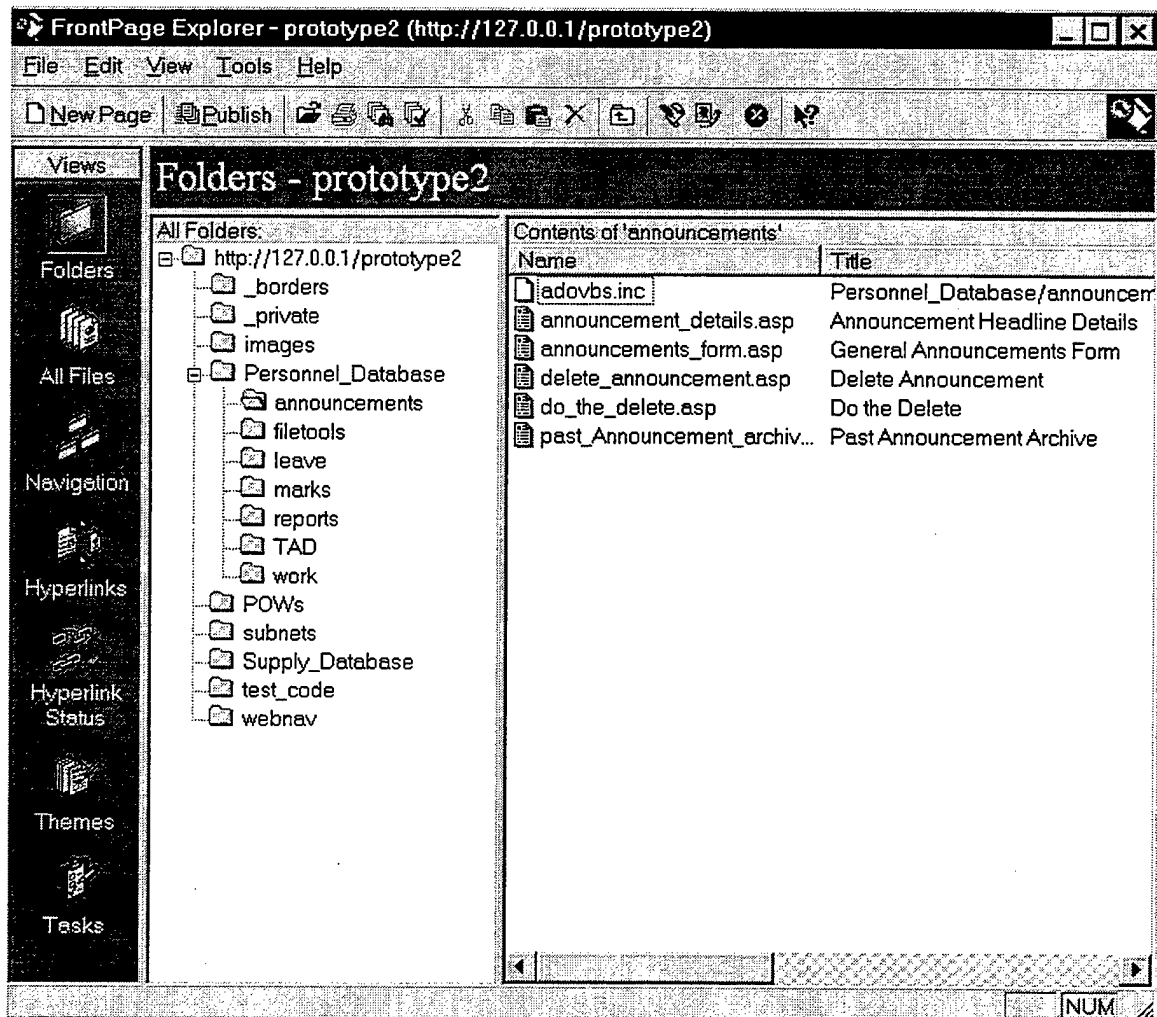 FrontPage Explorer - prototype2 (http://127.0.0.1/prototype2)
File Edit View Tools Help
New Page Publish
Views
Folders
All Files
Navigation
Hyperlinks
Hyperlink
Status
Themes
Tasks
Folders - prototype2
All Folders:
http://127.0.0.1/prototype2
_borders
_private
images
Personnel_Database
announcements
filetools
leave
marks
reports
TAD
work
POWs
subnets
Supply_Database
test_code
webnav
Contents of 'announcements'
Name Title
adovbs.inc Personnel_Database/announcem
announcement_details.asp Announcement Headline Details
announcements_form.asp General Announcements Form
delete_announcement.asp Delete Announcement
do_the_delete.asp Do the Delete
past_Announcement_archiv... Past Announcement Archive
NUM